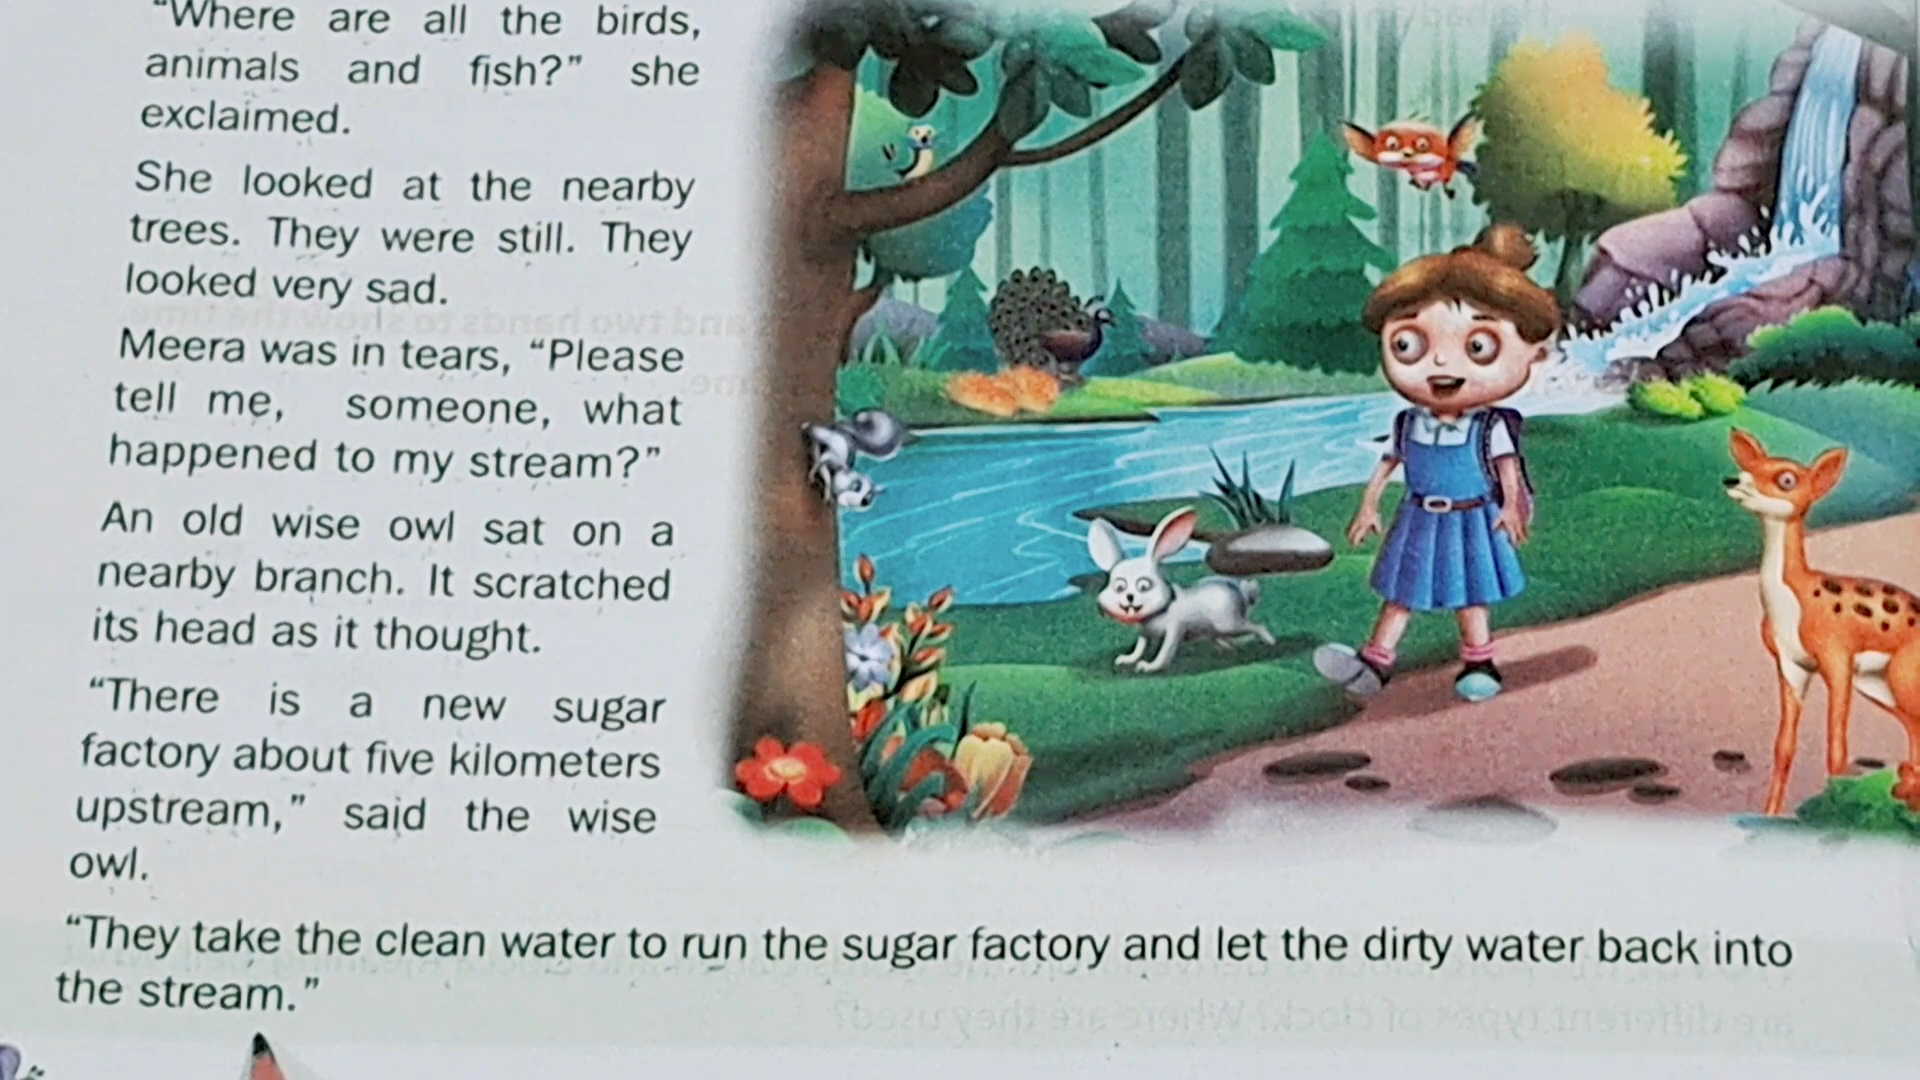 “Where are all the birds,
animals and fish?” she
exclaimed.
She looked at the nearby
trees. They were still. They
looked very sad.
Meera was in tears, “Please
tell me, someone, what
happened to my stream?”
An old wise owl sat on a
nearby branch. It scratched
its head as it thought.
“There is a new sugar
factory about five kilometers
upstream,” said the wise
owl.
“They take the clean water to run the sugar factory and let the dirty water back into
the stream.”